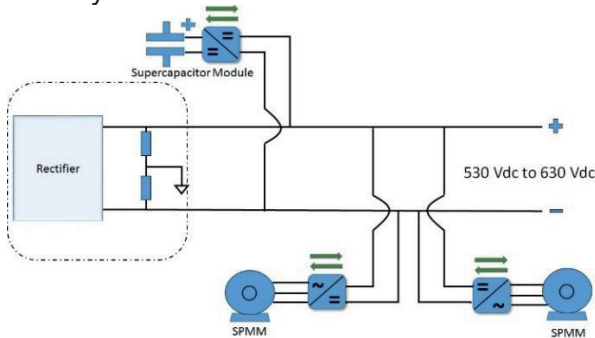 Supercapacitor Module
Rectifier
530 Vdc to 630 Vdc
SPMM
SPMM